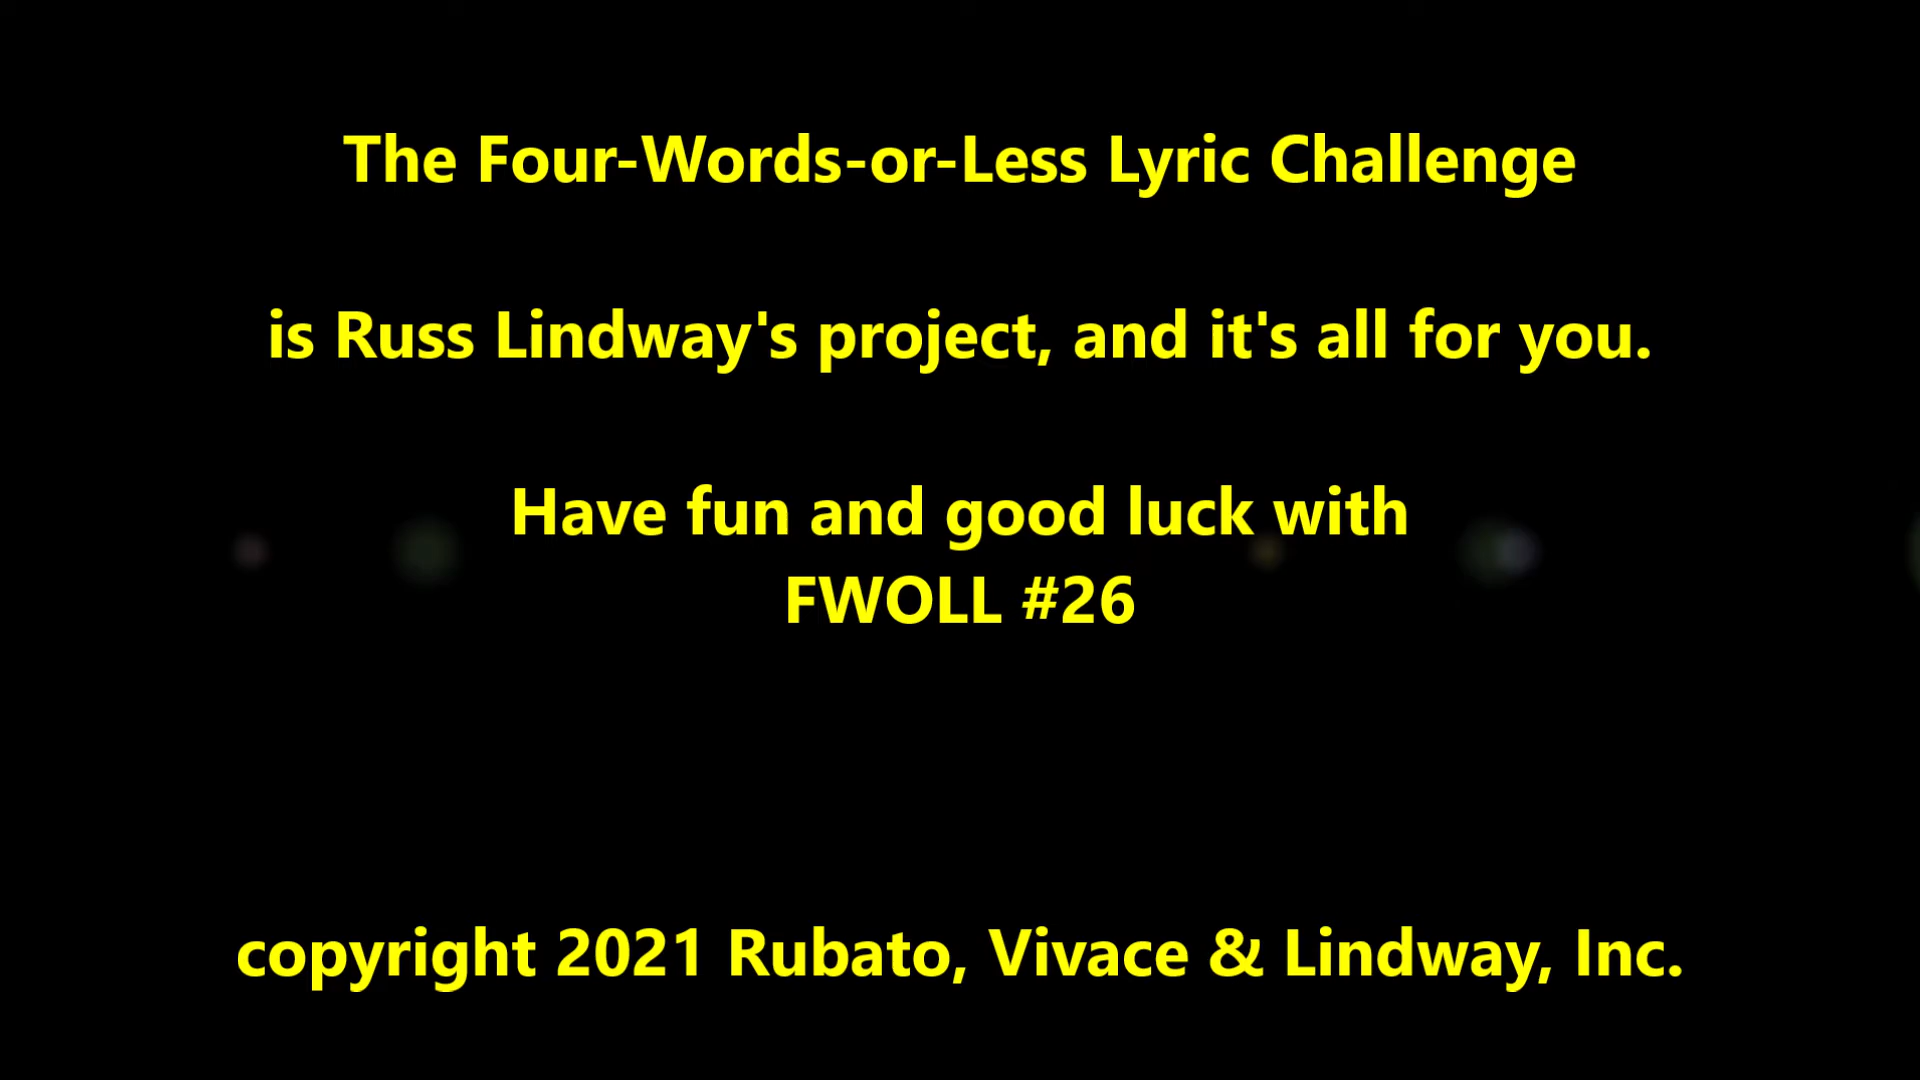 The Four-Words-or-Less Lyric Challenge
is Russ Lindway's project, and it's all for you.
Have fun and good luck with
FWOLL #26
copyright 2021 Rubato, Vivace & Lindway, Inc.